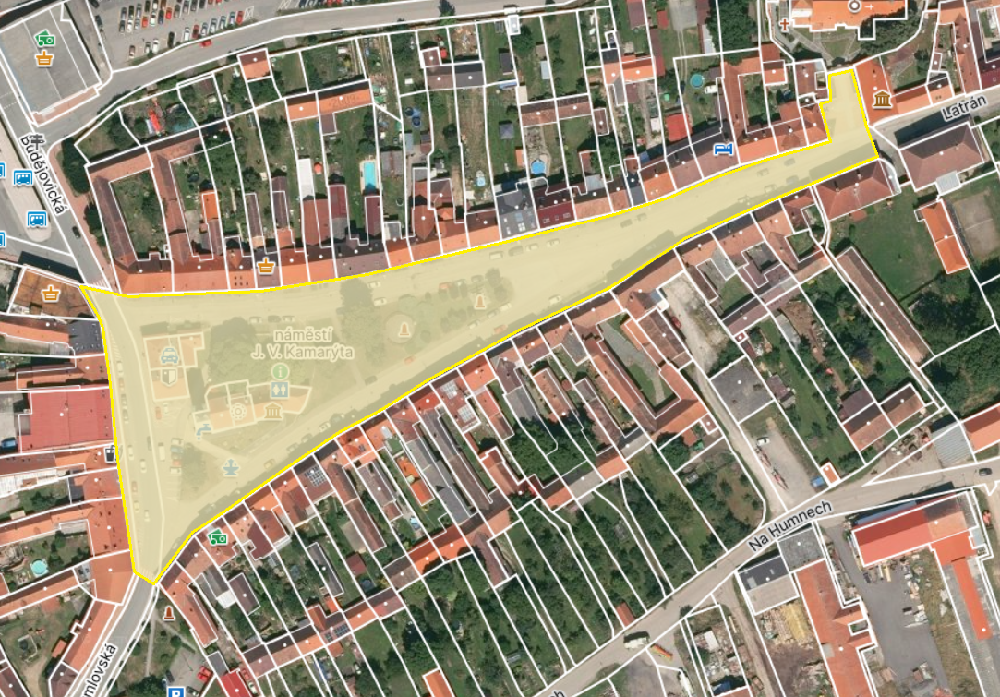 Latrán
Budějovická
náměstí
J. V. Kamarýta
Na Humnech
mlovská
h
P